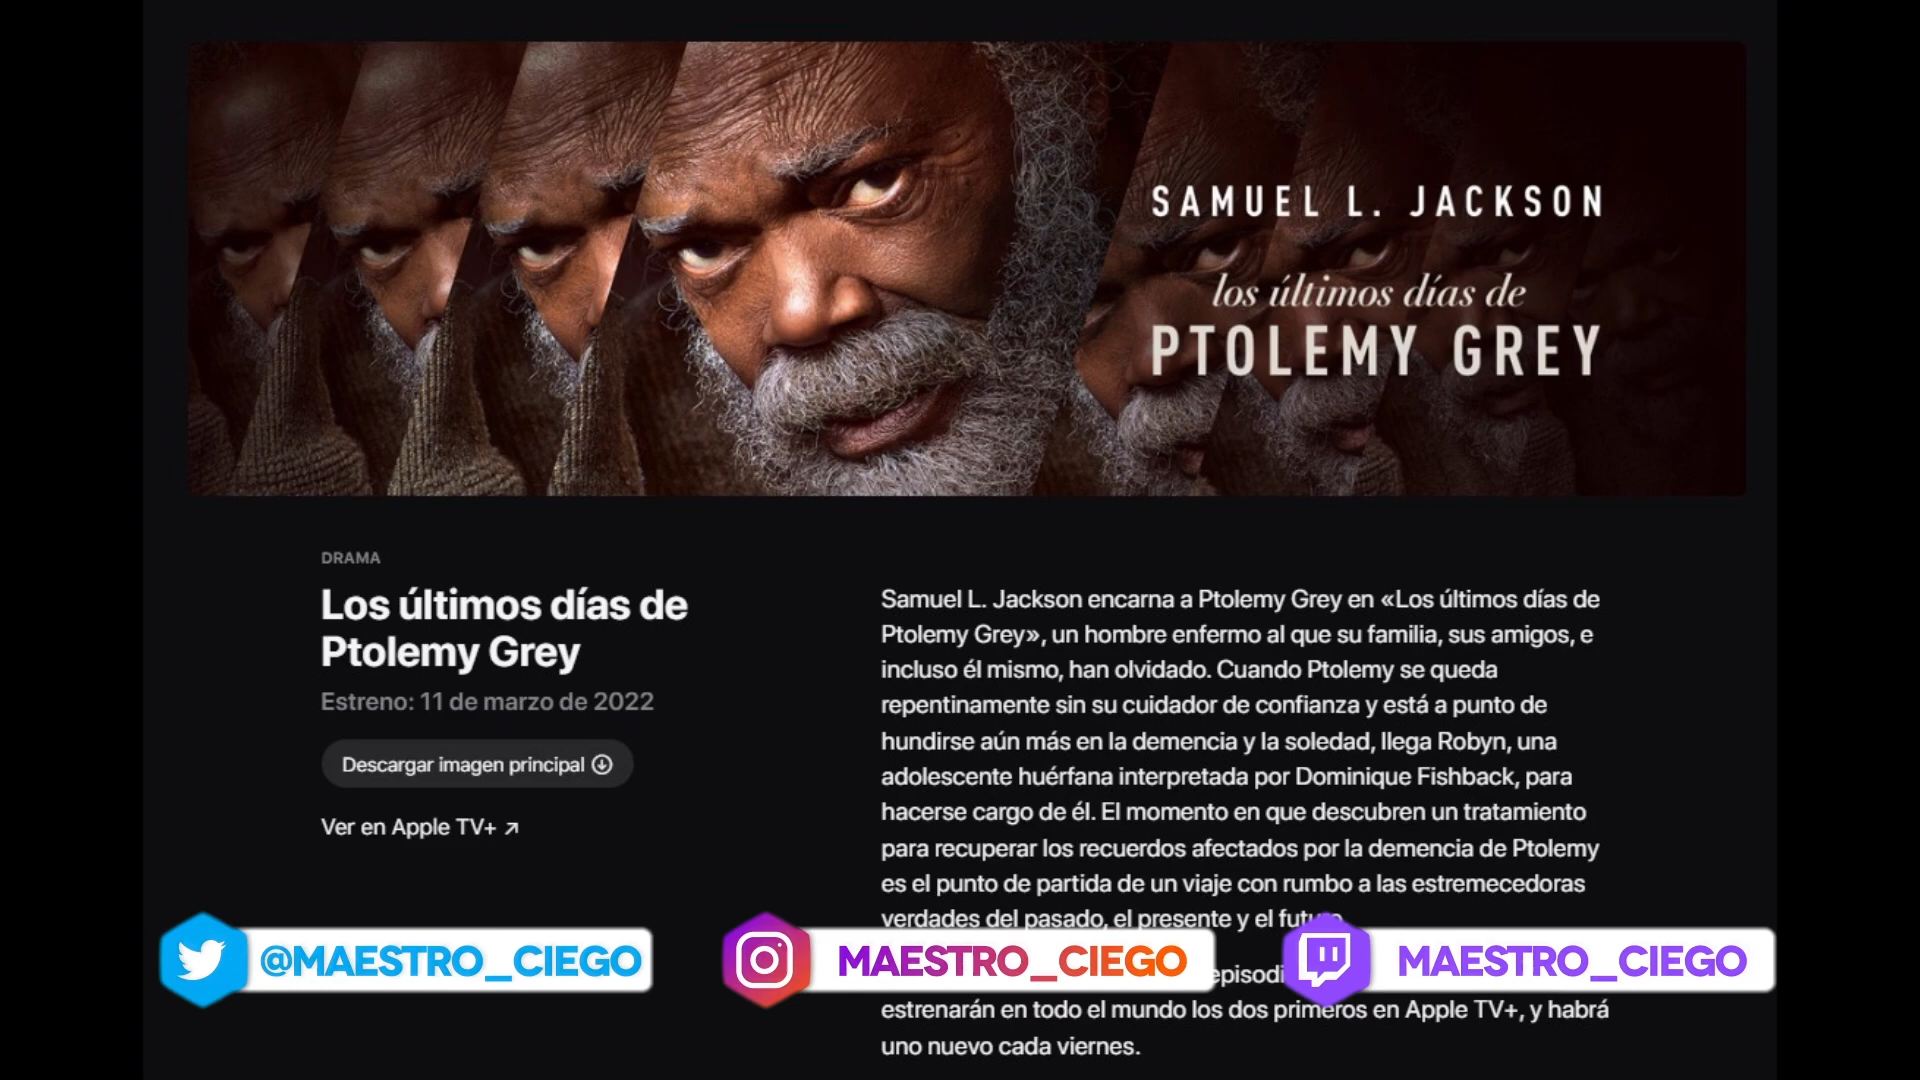 SAMUEL L. JACKSON
los últimos días de
PTOLEMY GREY
DRAMA
Los últimos días de
Ptolemy Grey
Estreno: 11 de marzo de 2022
Descargar imagen principal
Ver en Apple TV+ ↗
Samuel L. Jackson encarna a Ptolemy Grey en «Los últimos días de
Ptolemy Grey», un hombre enfermo al que su familia, sus amigos, e
incluso él mismo, han olvidado. Cuando Ptolemy se queda
repentinamente sin su cuidador de confianza y está a punto de
hundirse aún más en la demencia y la soledad, llega Robyn, una
adolescente huérfana interpretada por Dominique Fishback, para
hacerse cargo de él. El momento en que descubren un tratamiento
para recuperar los recuerdos afectados por la demencia de Ptolemy
es el punto de partida de un viaje con rumbo a las estremecedoras
verdades del pasado, el presente y el futuro.
estrenarán en todo el mundo los dos primeros en Apple TV+, y habrá
uno nuevo cada viernes.
@MAESTRO_CIEGO
MAESTRO_CIEGO
MAESTRO_CIEGO